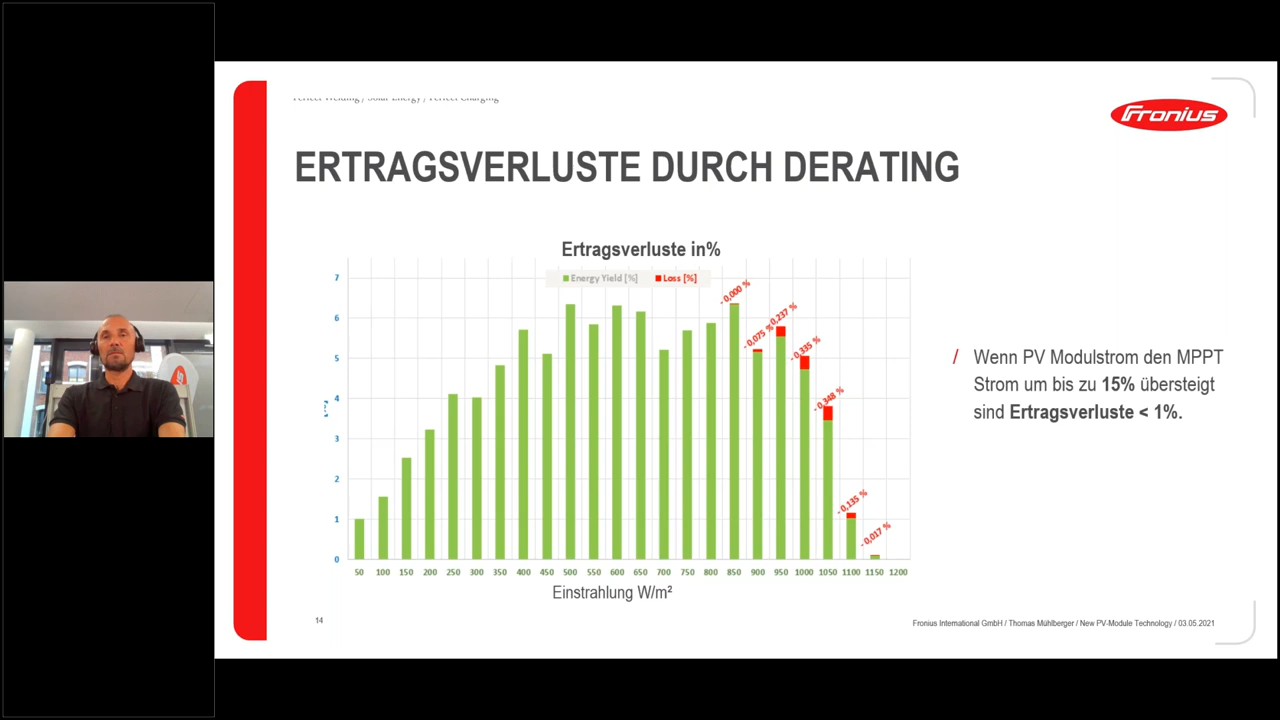 Perfect Welding / Solar Energy / Perfect Charging
Fronius
ERTRAGSVERLUSTE DURCH DERATING
Ertragsverluste in%
Energy Yield [%] Loss [%]
7
6
5
4
3
2
1
0
- 0,000 %
- 0,075 %
- 0,237 %
- 0,335 %
- 0,348 %
- 0,135 %
- 0,017 %
50 100 150 200 250 300 350 400 450 500 550 600 650 700 750 800 850 900 950 1000 1050 1100 1150 1200
Einstrahlung W/m²
/ Wenn PV Modulstrom den MPPT
Strom um bis zu 15% übersteigt
sind Ertragsverluste < 1%.
14
Fronius International GmbH / Thomas Mühlberger / New PV-Module Technology / 03.05.2021